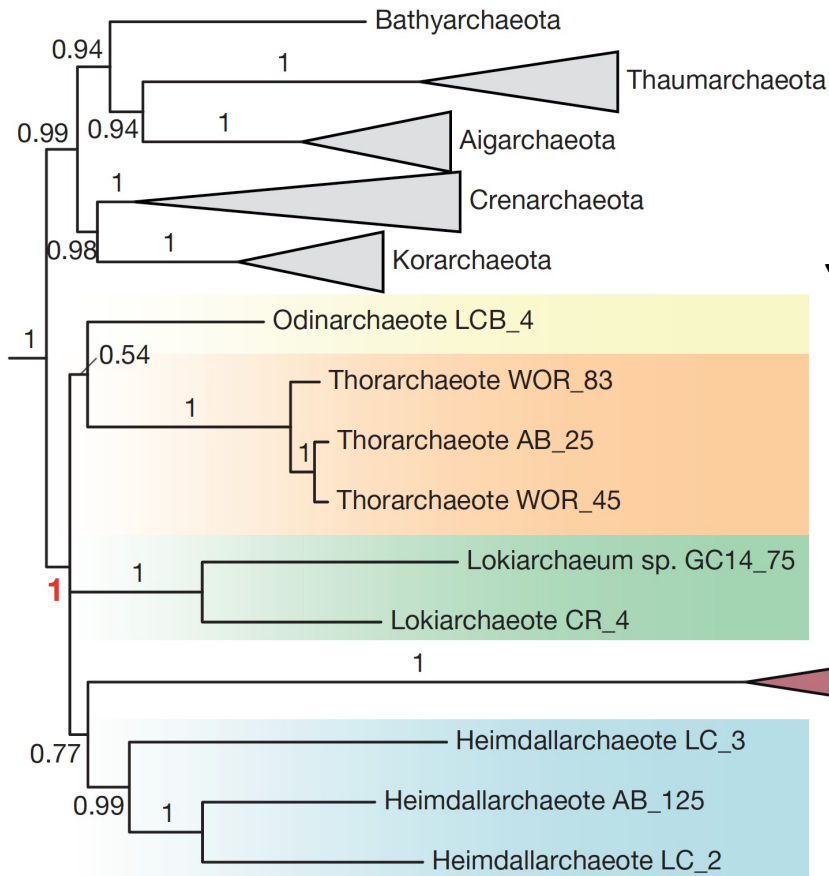 Bathyarchaeota
0.94
1
Thaumarchaeota
0.99
0.94
1
Aigarchaeota
1
Crenarchaeota
0.98
1
Korarchaeota
1
Odinarchaeote LCB_4
0.54
Thorarchaeote WOR_83
1
1
Thorarchaeote AB_25
Thorarchaeote WOR_45
Lokiarchaeum sp. GC14_75
1
1
Lokiarchaeote CR_4
1
0.77
Heimdallarchaeote LC_3
0.99
1
Heimdallarchaeote AB_125
Heimdallarchaeote LC_2